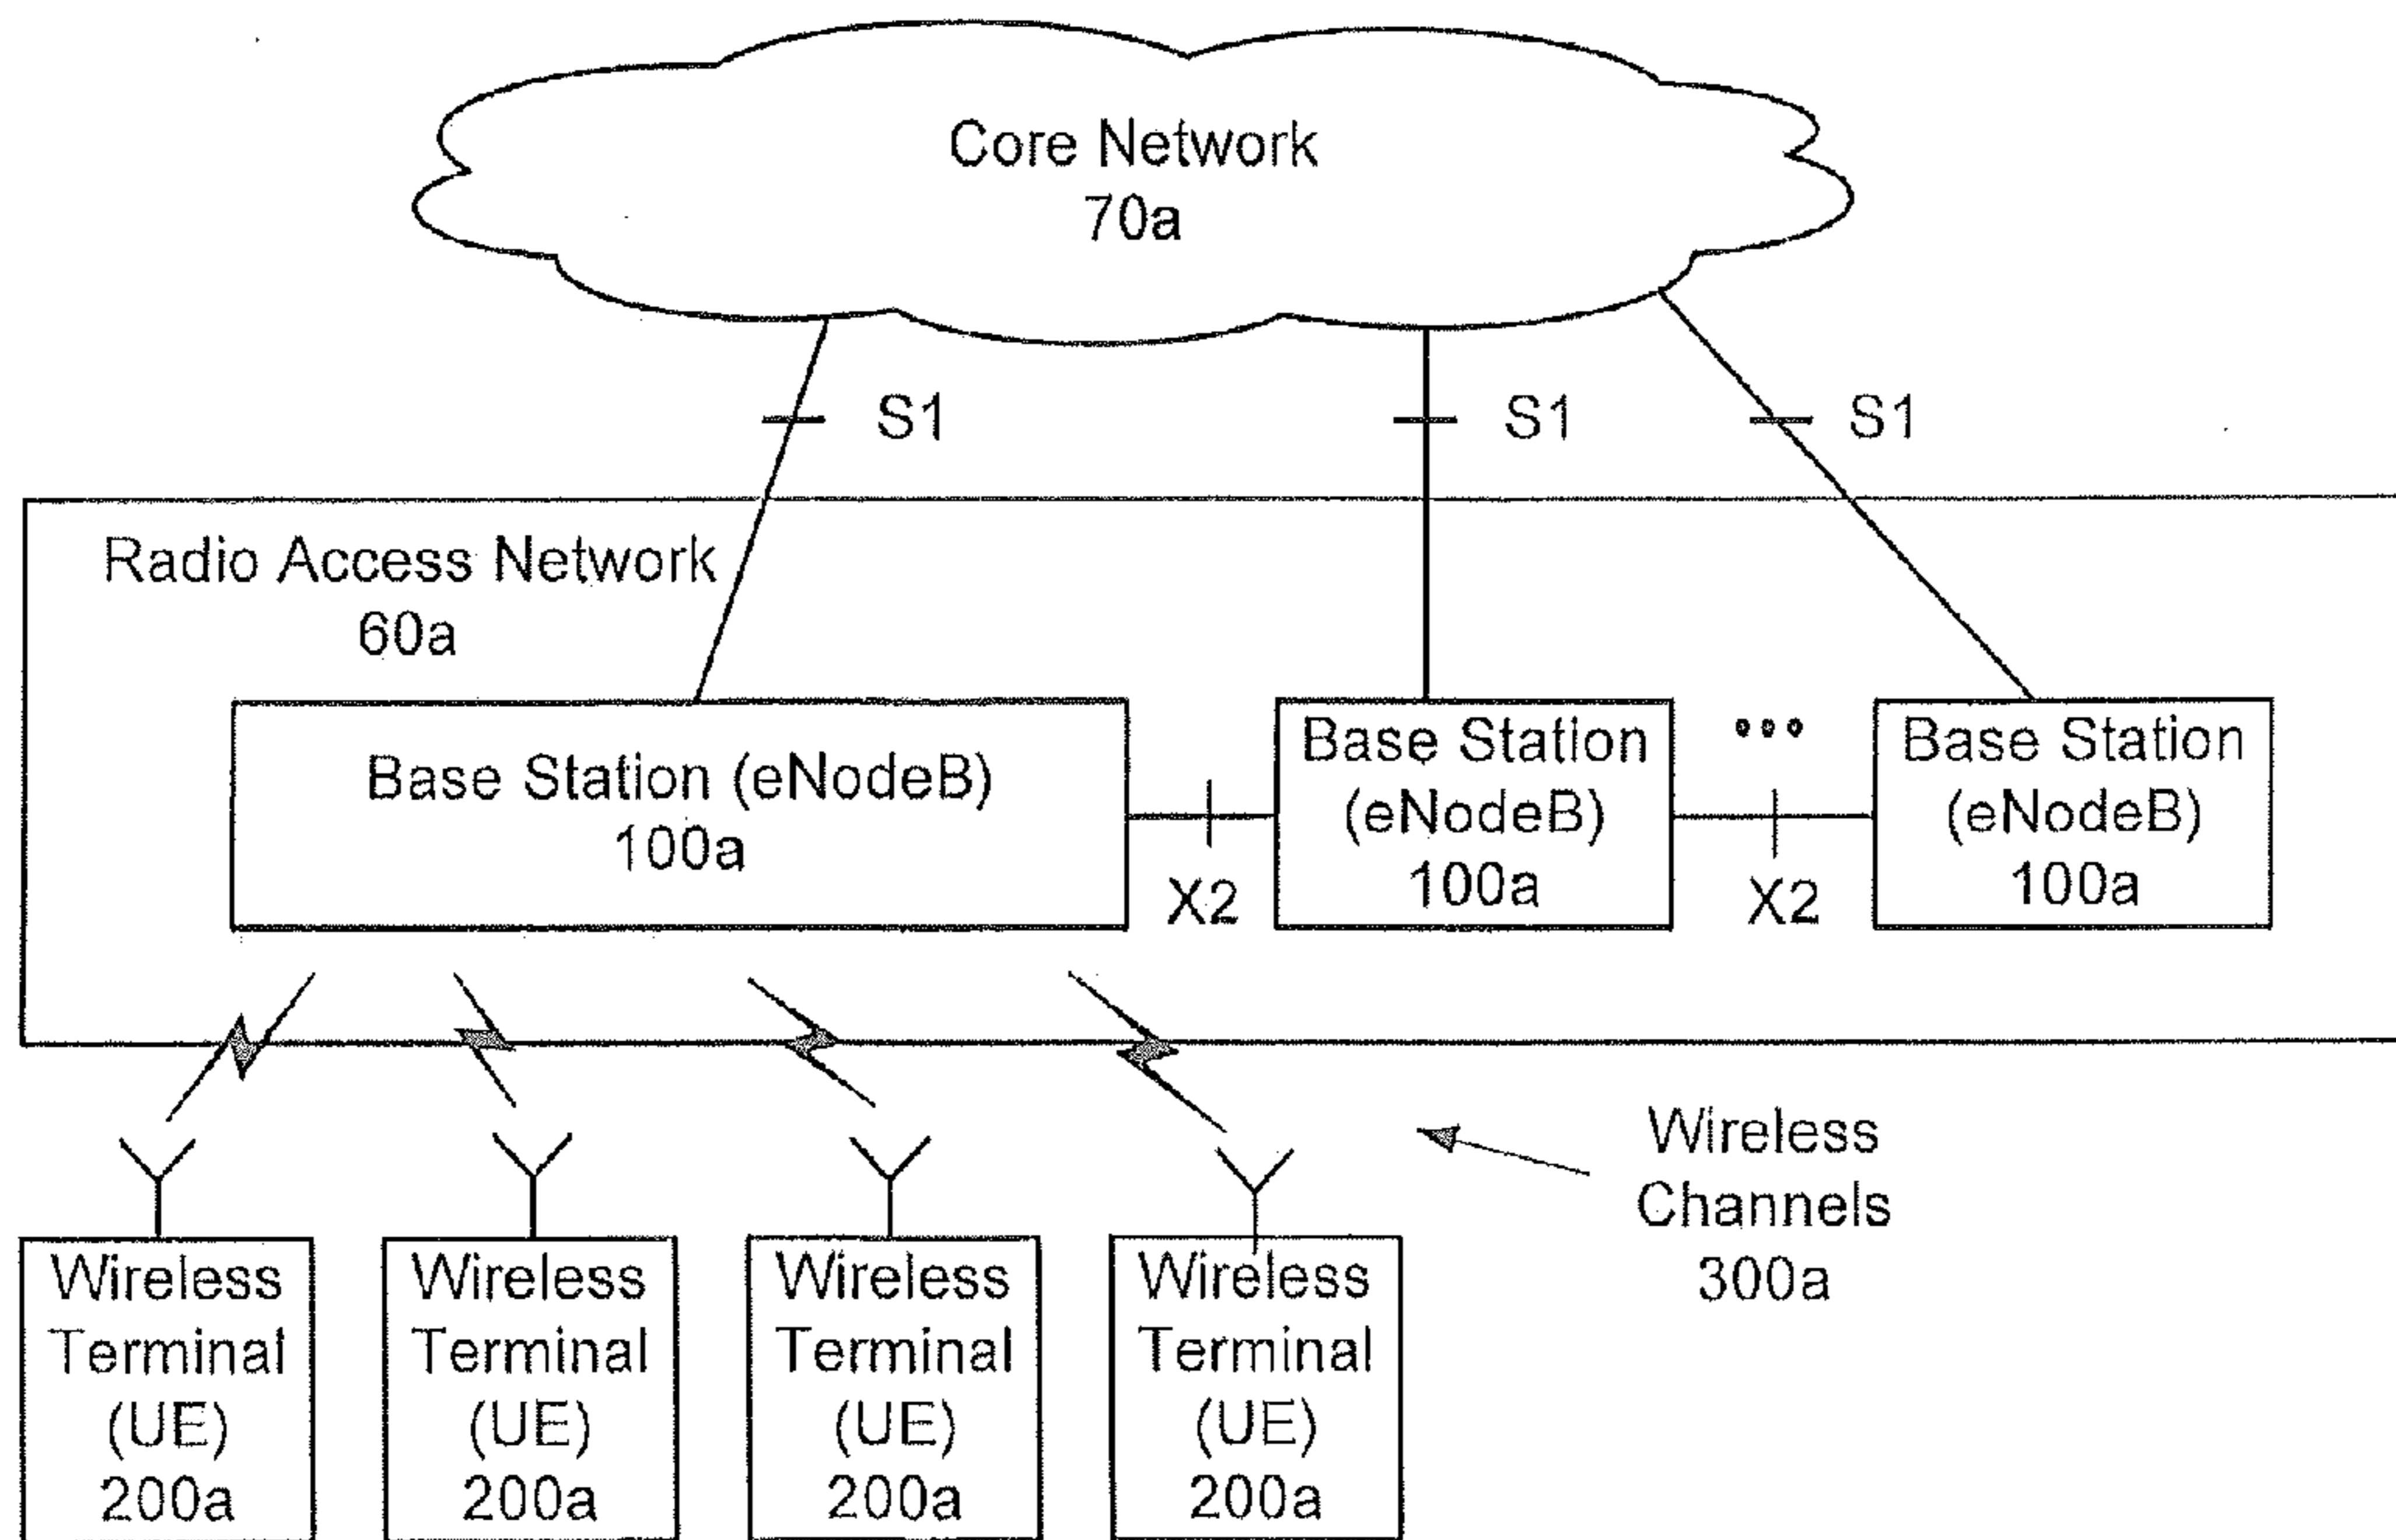 Core Network
70a
S1
S1
S1
Radio Access Network
60a
Base Station (eNodeB)
100a
X2
Base Station
(eNodeB)
100a
•••
X2
Base Station
(eNodeB)
100a
Wireless
Channels
300a
Wireless
Terminal
(UE)
200a
Wireless
Terminal
(UE)
200a
Wireless
Terminal
(UE)
200a
Wireless
Terminal
(UE)
200a